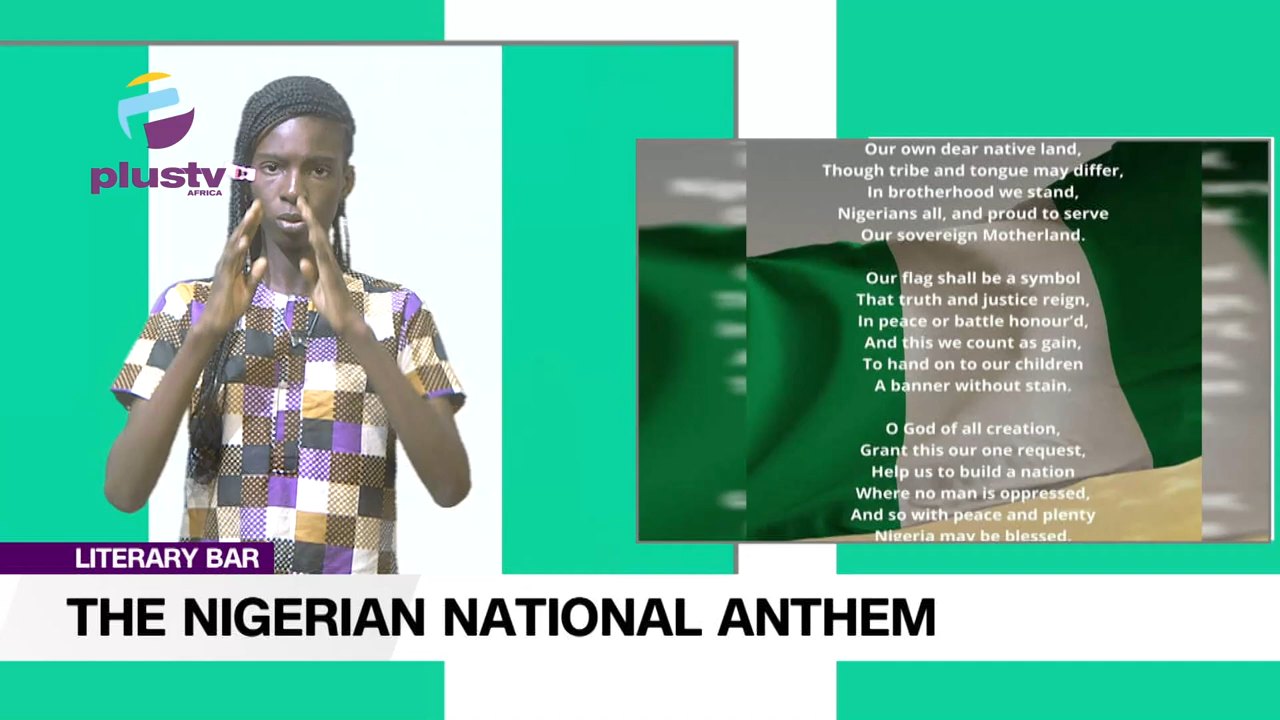 plustv
AFRICA
Our own dear native land,
Though tribe and tongue may differ,
In brotherhood we stand,
Nigerians all, and proud to serve
Our sovereign Motherland.
Our flag shall be a symbol
That truth and justice reign,
In peace or battle honour'd,
And this we count as gain,
To hand on to our children
A banner without stain.
O God of all creation,
Grant this our one request,
Help us to build a nation
Where no man is oppressed,
And so with peace and plenty
Nigeria may be blessed.
LITERARY BAR
THE NIGERIAN NATIONAL ANTHEM